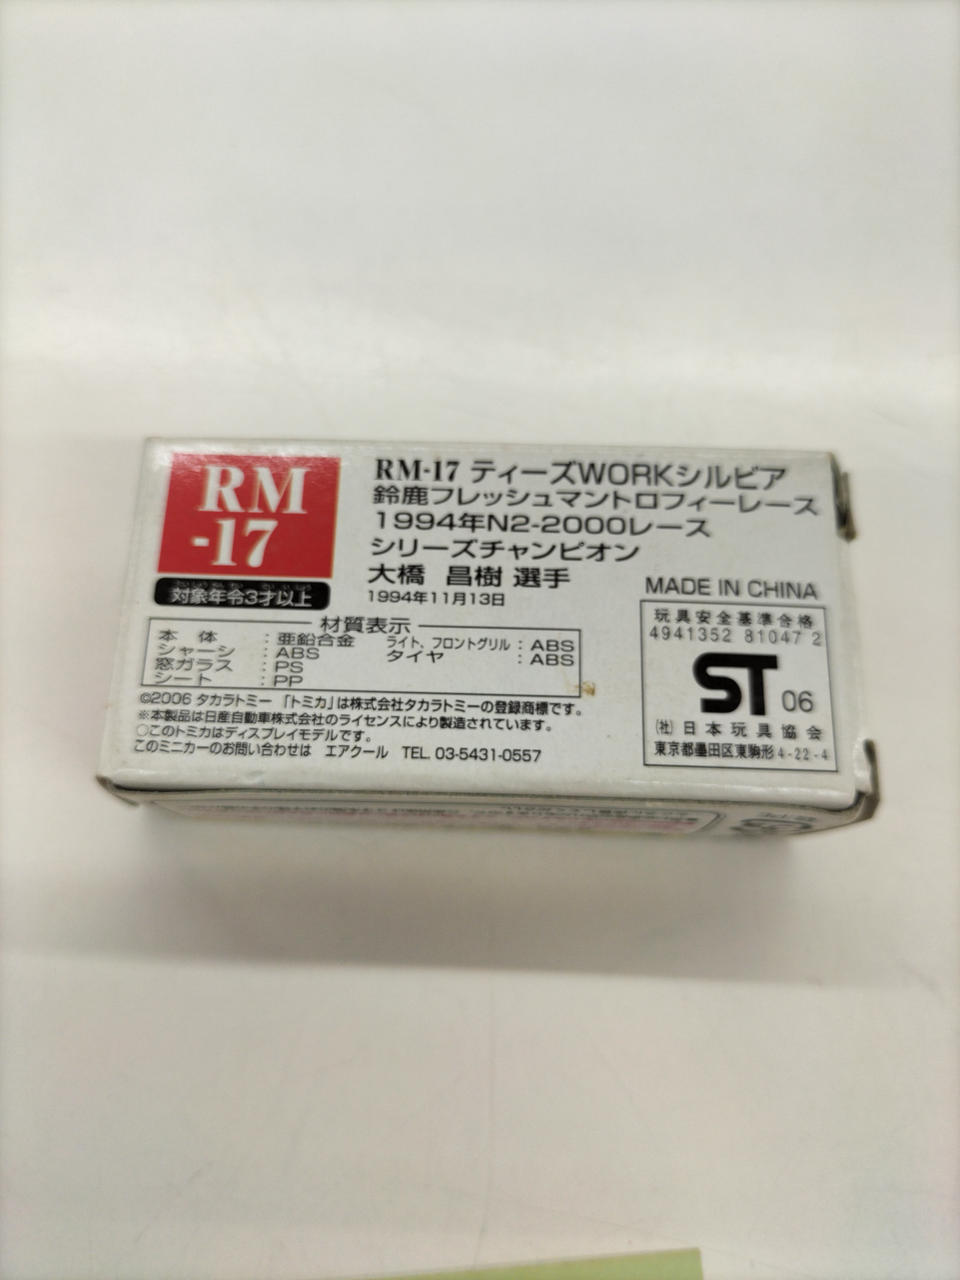 RM
-17
対象年令3才以上
RM-17 ティーズWORKシルビア
鈴鹿フレッシュマントロフィーレース
1994年N2-2000レース
シリーズチャンピオン
大橋 昌樹 選手
1994年11月13日
MADE IN CHINA
材質表示
本体 : 亜鉛合金
シャーシ : ABS
窓ガラス : PS
シート : PP
ライト、フロントグリル : ABS
タイヤ : ABS
©2006 タカラトミー 「トミカ」は株式会社タカラトミーの登録商標です。
※本製品は日産自動車株式会社のライセンスにより製造されています。
○このトミカはディスプレイモデルです。
このミニカーのお問い合わせは エアクール TEL. 03-5431-0557
玩具安全基準合格
4941352 81047 2
ST 06
(社)日本玩具協会
東京都墨田区東駒形4-22-4